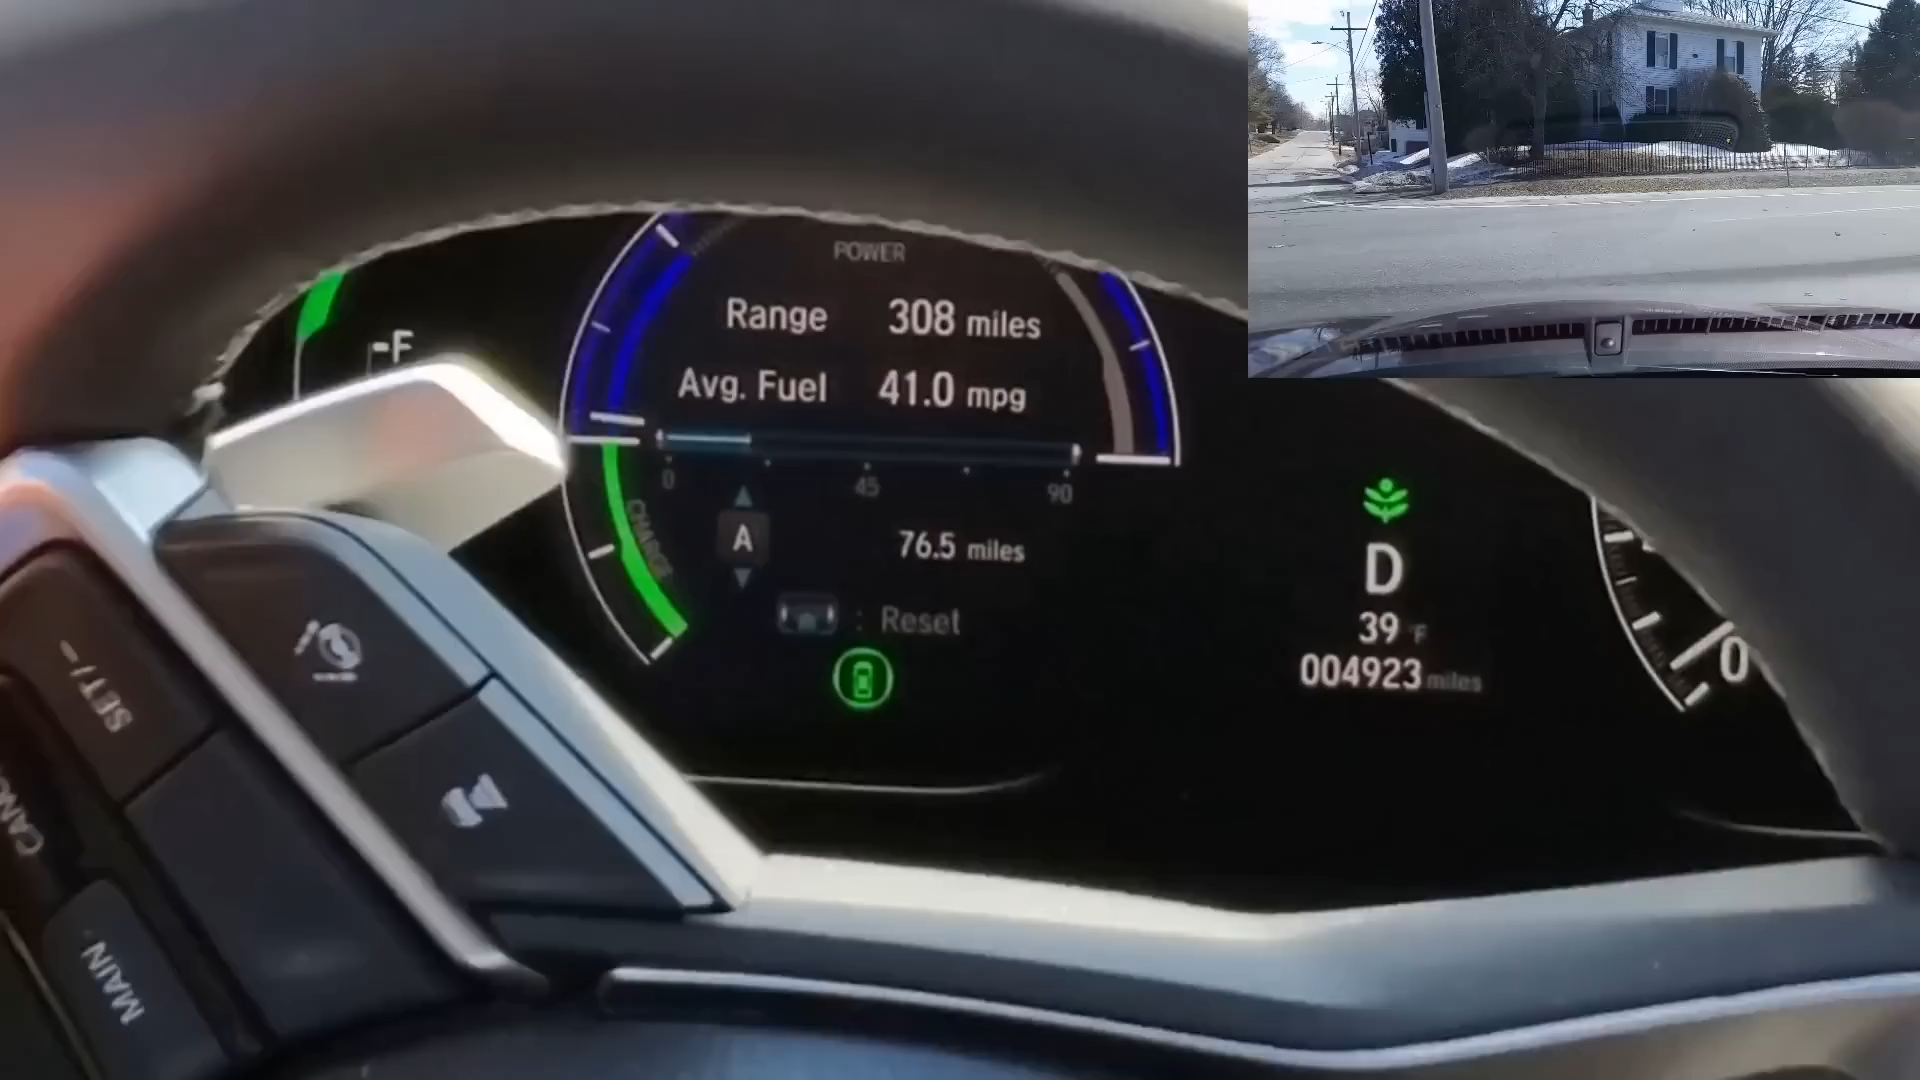 POWER
Range 308 miles
Avg. Fuel 41.0 mpg
0 45 90
A
76.5 miles
: Reset
-F
CHARGE
D
39 °F
004923 miles
0
SET/−
MAIN